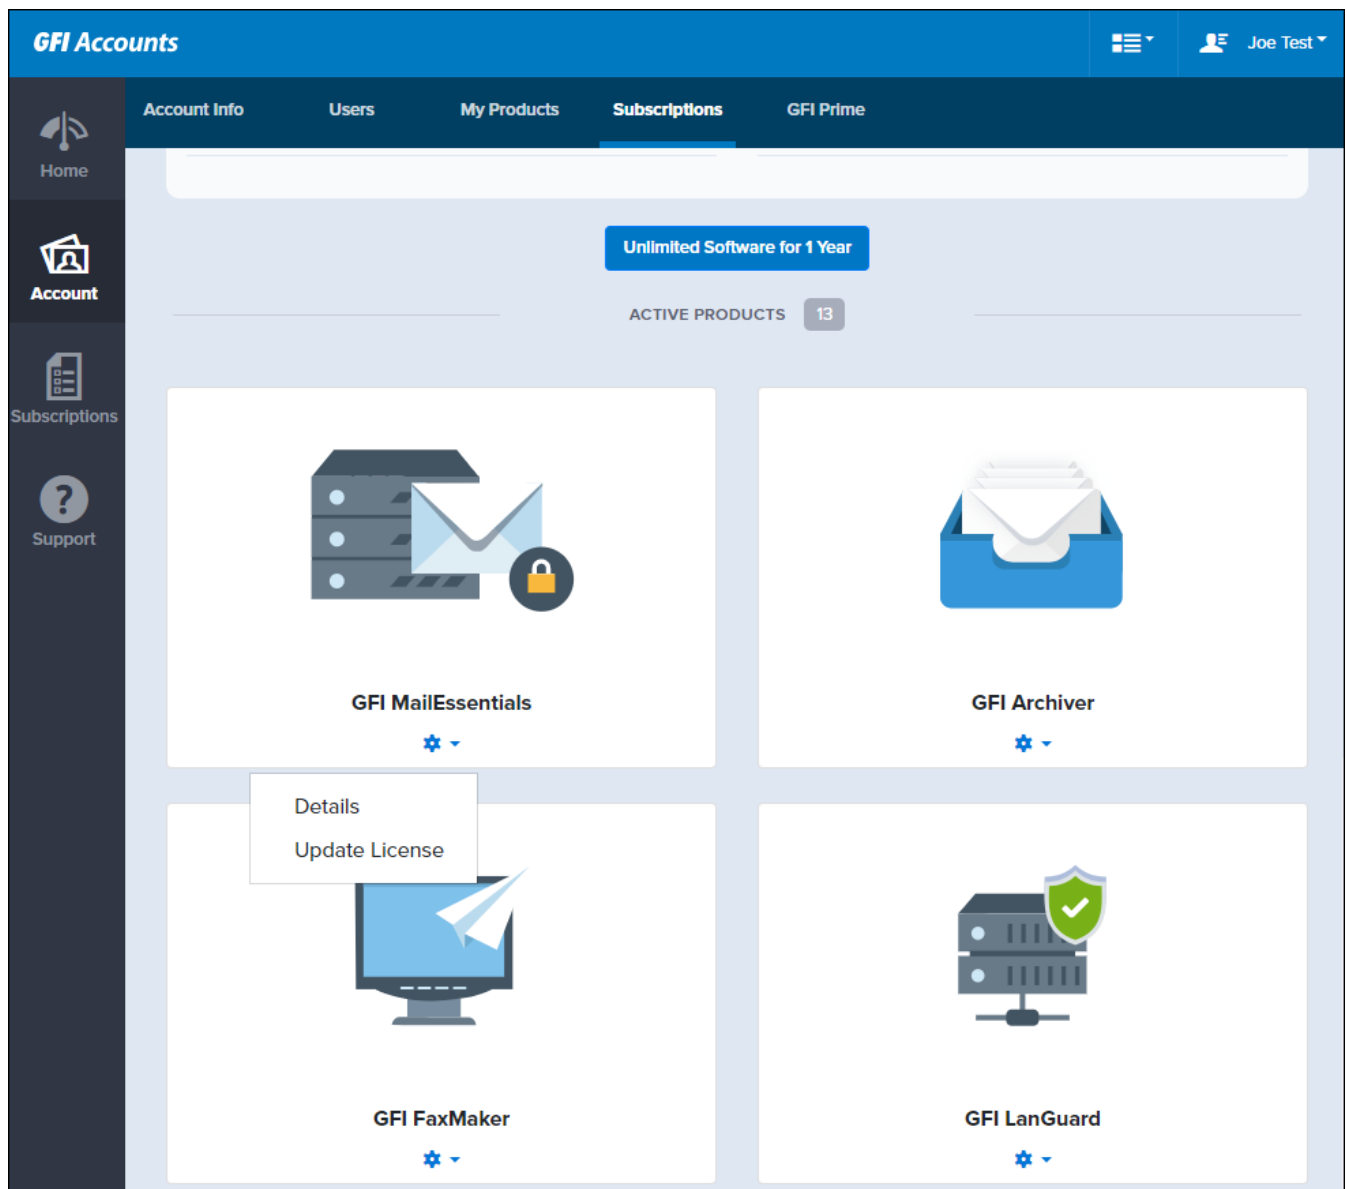 GFI Accounts
Joe Test
Account Info Users My Products Subscriptions GFI Prime
Home
Account
Subscriptions
Support
Unlimited Software for 1 Year
ACTIVE PRODUCTS 13
GFI MailEssentials
GFI Archiver
Details
Update License
GFI FaxMaker
GFI LanGuard